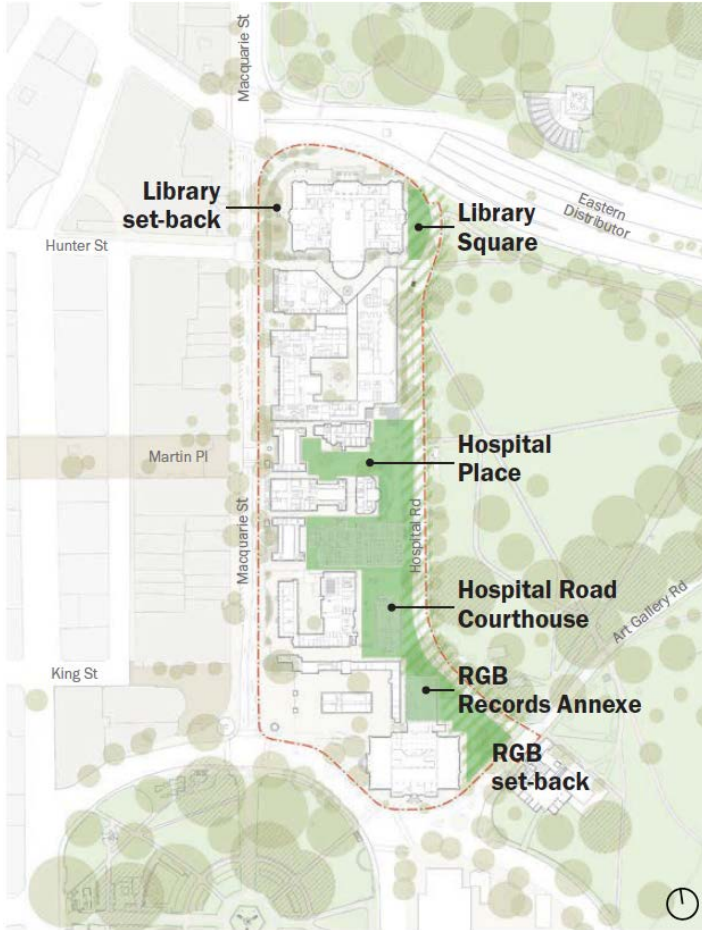 Macquarie St
Library
set-back
Library
Square
Eastern
Distributor
Hunter St
Martin Pl
Hospital
Place
Macquarie St
Hospital Rd
Hospital Road
Courthouse
Art Gallery Rd
King St
RGB
Records Annexe
RGB
set-back